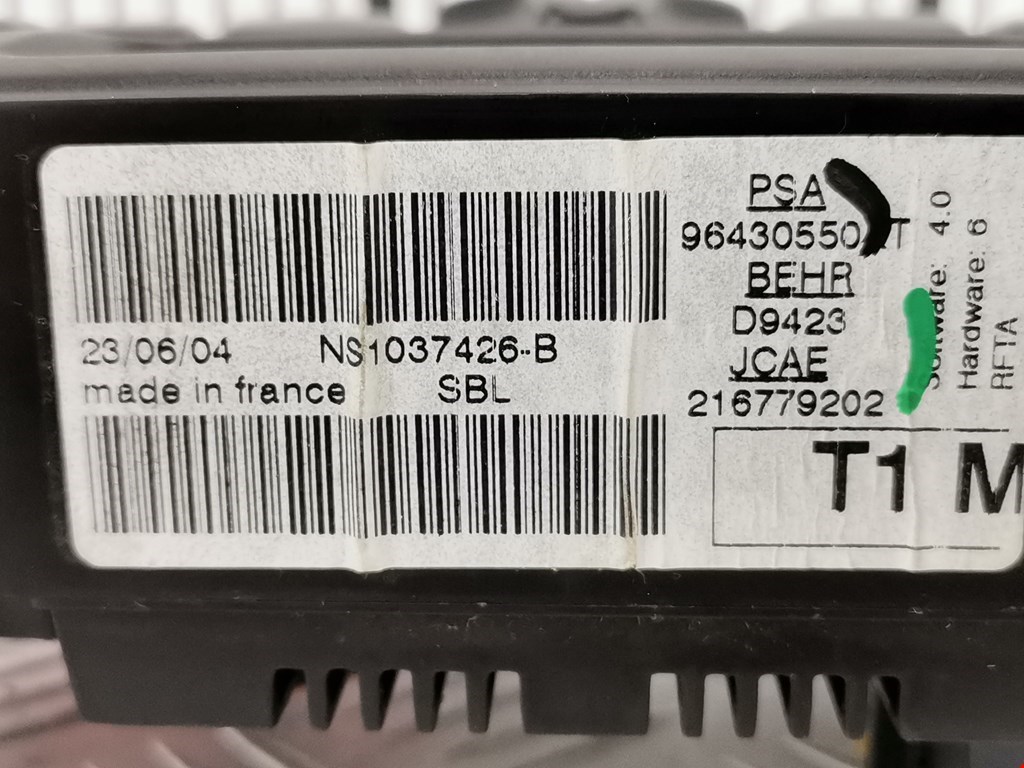 23/06/04 NS1037426-B
made in france SBL
PSA
96430550
BEHR
D9423
JCAE
216779202
Software: 4.0
Hardware: 6
RFTA
T1 M